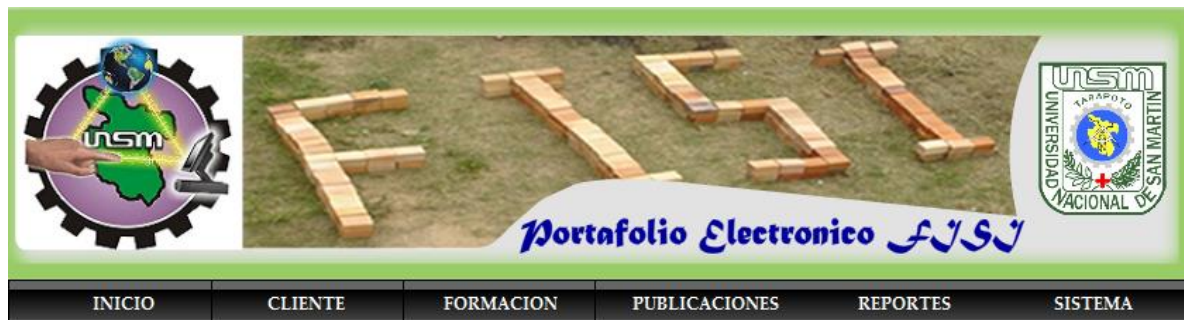 unsm
FISI
Portafolio Electronico FISI
UNSM
TARAPOTO
UNIVERSIDAD NACIONAL DE SAN MARTIN
INICIO CLIENTE FORMACION PUBLICACIONES REPORTES SISTEMA